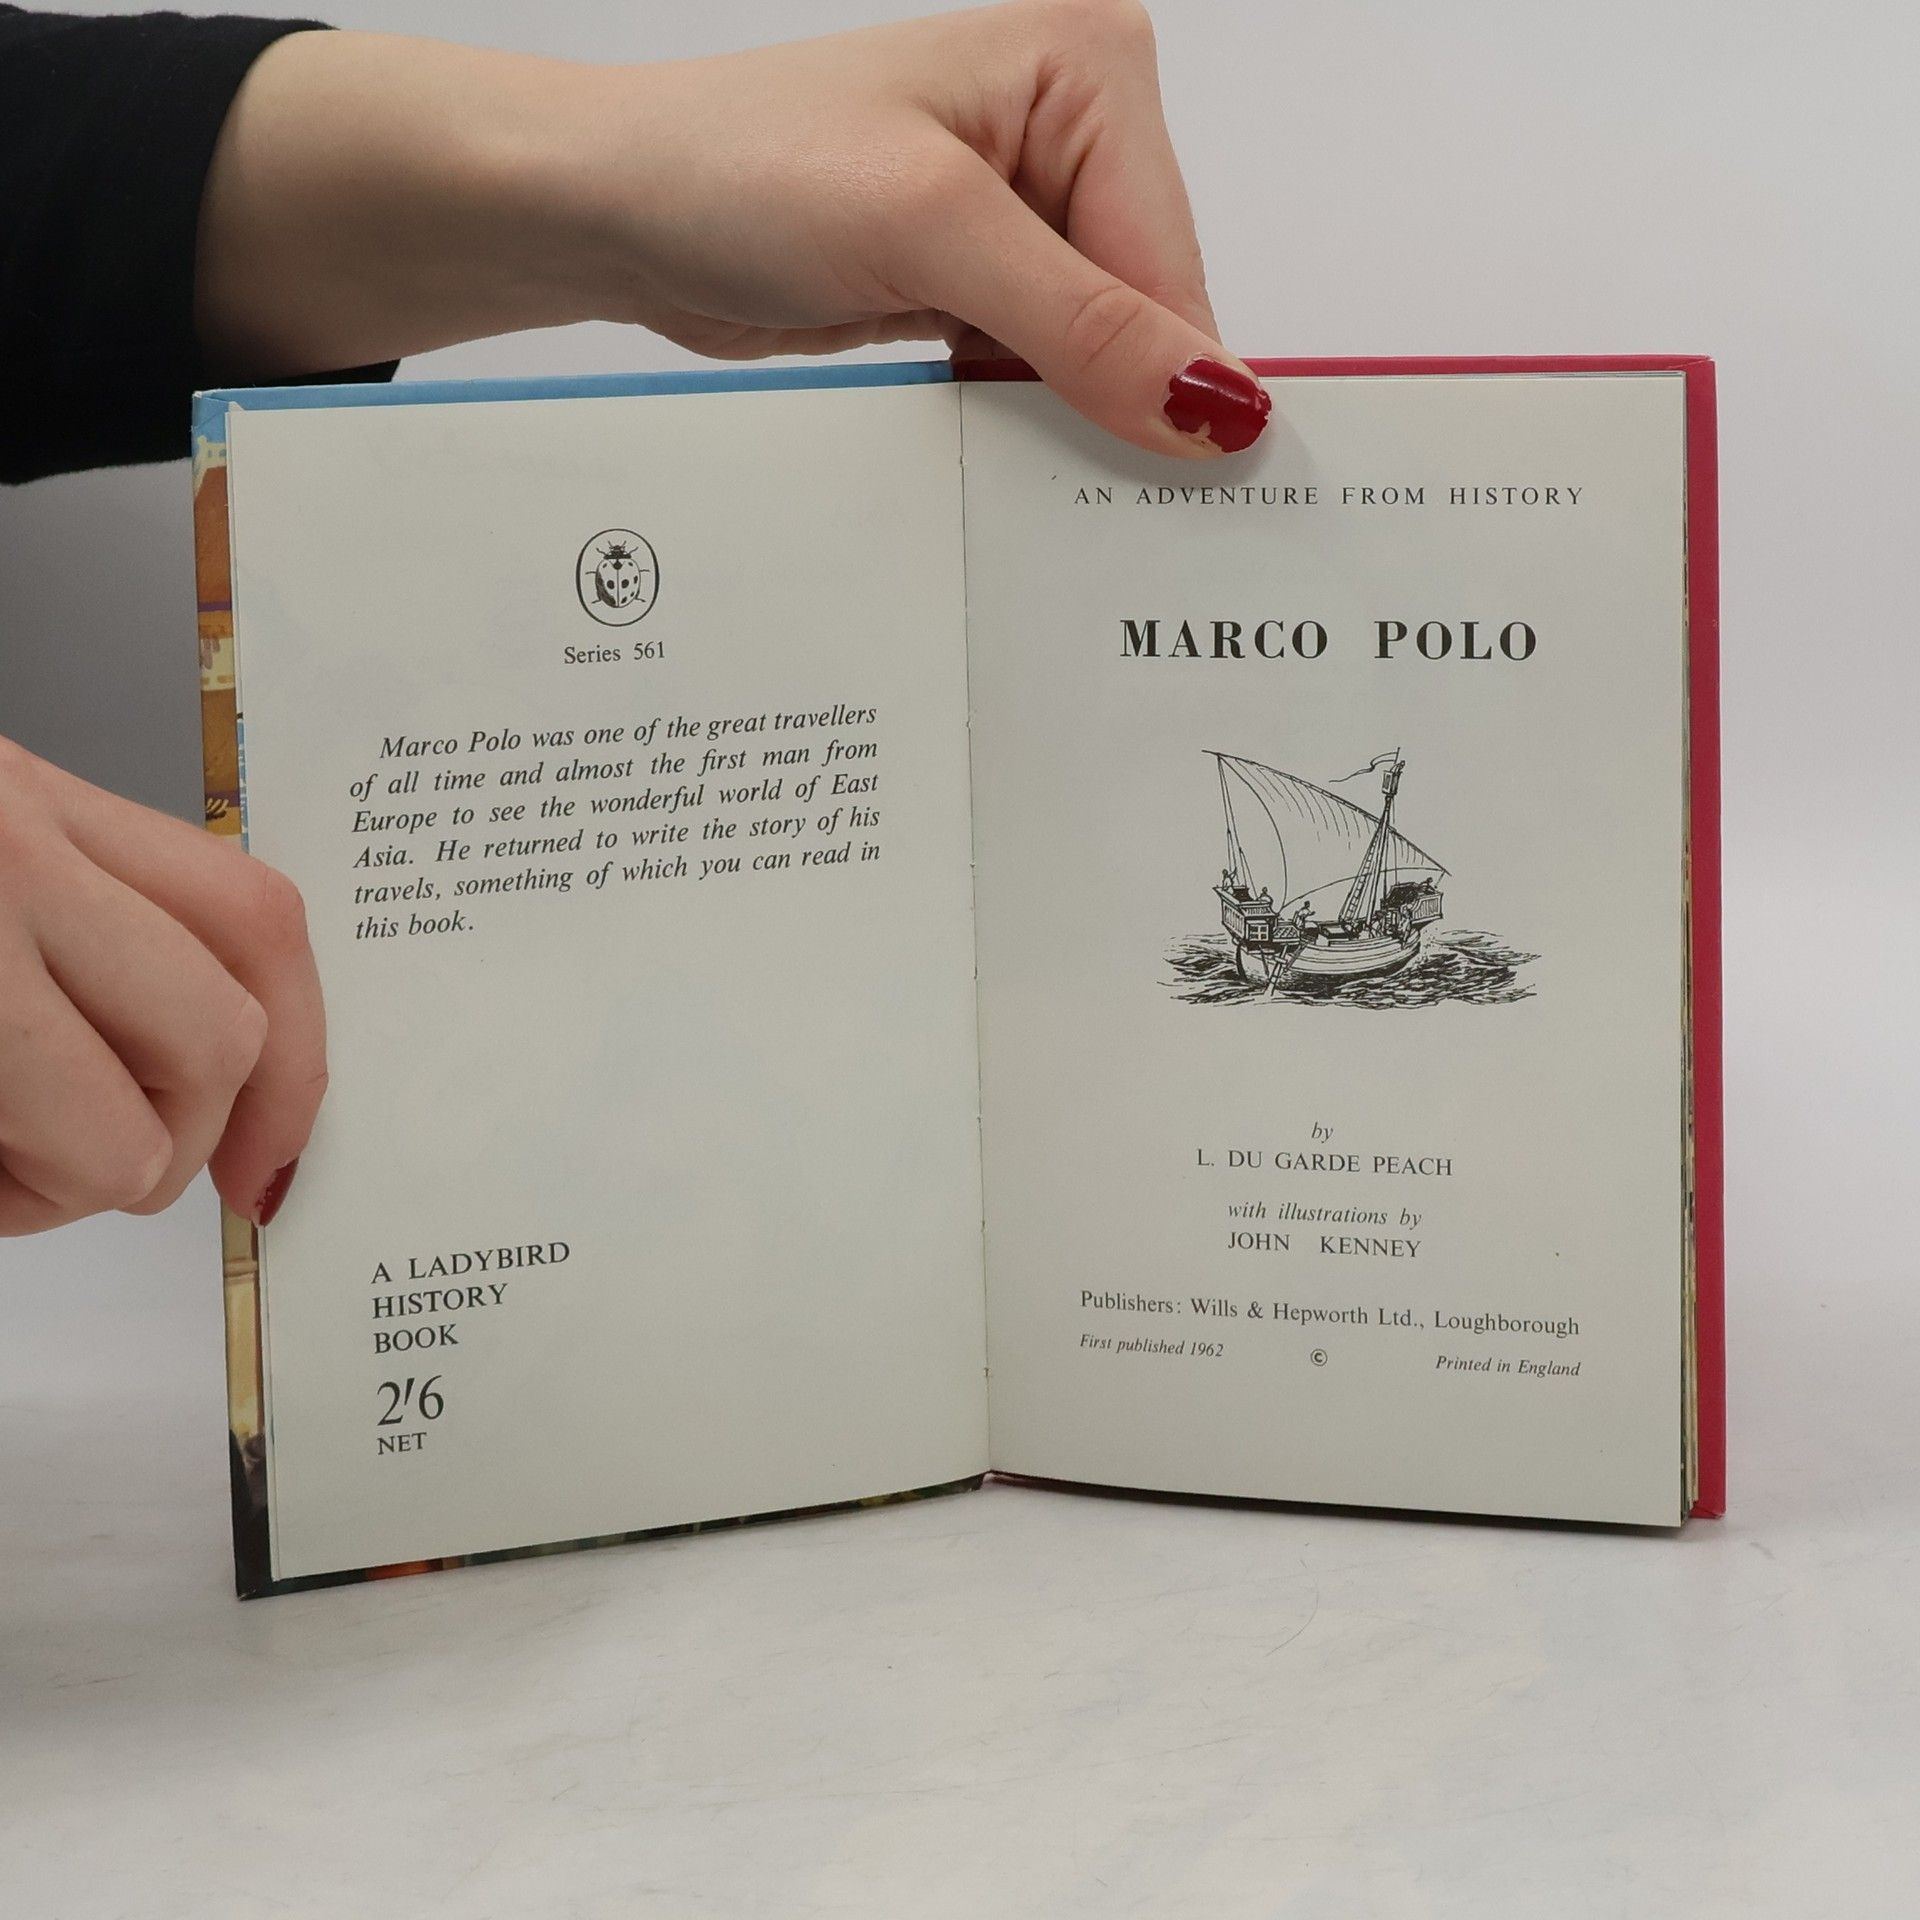 Series 561
Marco Polo was one of the great travellers
of all time and almost the first man from
Europe to see the wonderful world of East
Asia. He returned to write the story of his
travels, something of which you can read in
this book.
A LADYBIRD
HISTORY
BOOK
2'6
NET
AN ADVENTURE FROM HISTORY
MARCO POLO
by
L. DU GARDE PEACH
with illustrations by
JOHN KENNEY
Publishers: Wills & Hepworth Ltd., Loughborough
First published 1962 © Printed in England